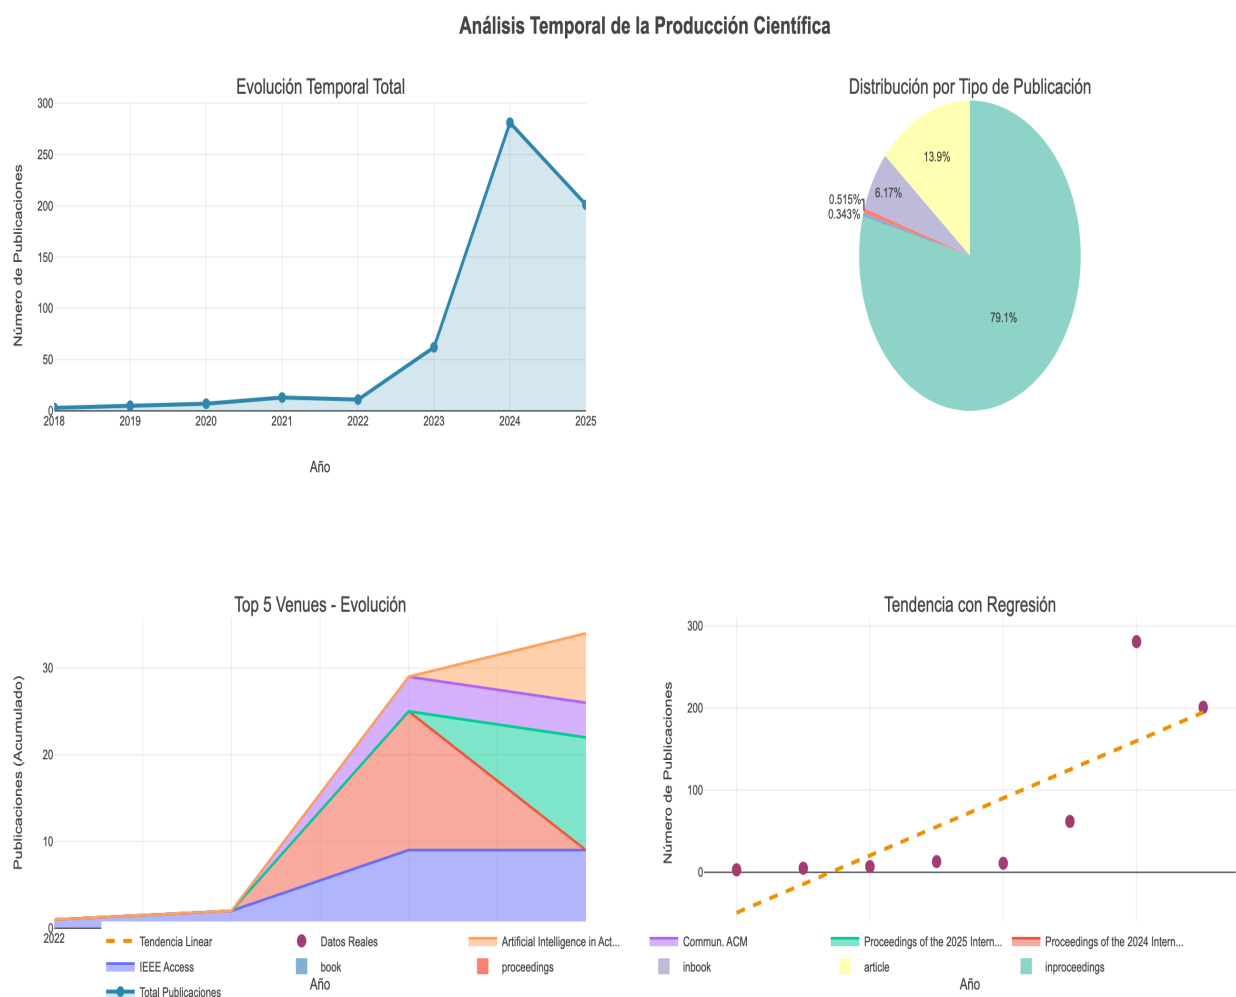 Análisis Temporal de la Producción Científica
Evolución Temporal Total
Número de Publicaciones
300
250
200
150
100
50
0
2018 2019 2020 2021 2022 2023 2024 2025
Año
Distribución por Tipo de Publicación
13.9%
6.17%
0.515%
0.343%
79.1%
Top 5 Venues - Evolución
Publicaciones (Acumulado)
30
20
10
0
2022
Año
Tendencia con Regresión
Número de Publicaciones
300
200
100
0
Año
Tendencia Linear Datos Reales Artificial Intelligence in Act... Commun. ACM Proceedings of the 2025 Intern... Proceedings of the 2024 Intern...
IEEE Access book proceedings inbook article inproceedings
Total Publicaciones